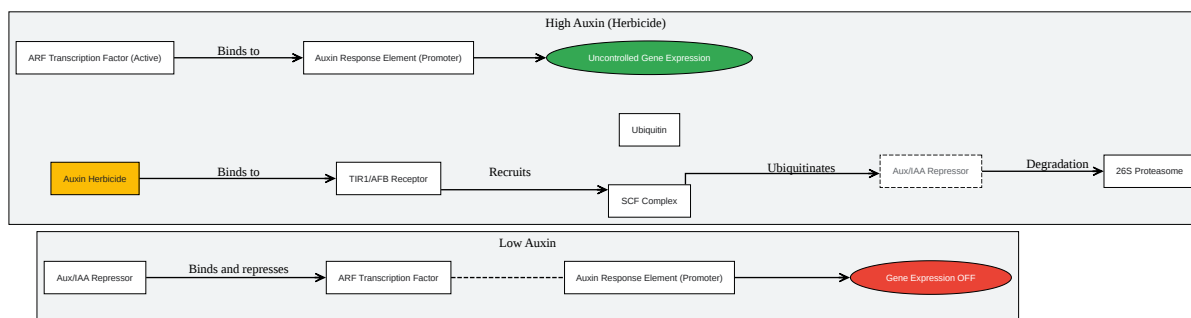 High Auxin (Herbicide)
ARF Transcription Factor (Active)
Binds to
Auxin Response Element (Promoter)
Uncontrolled Gene Expression
Ubiquitin
Auxin Herbicide
Binds to
TIR1/AFB Receptor
Recruits
SCF Complex
Ubiquitinates
Aux/IAA Repressor
Degradation
26S Proteasome
Low Auxin
Aux/IAA Repressor
Binds and represses
ARF Transcription Factor
Auxin Response Element (Promoter)
Gene Expression OFF